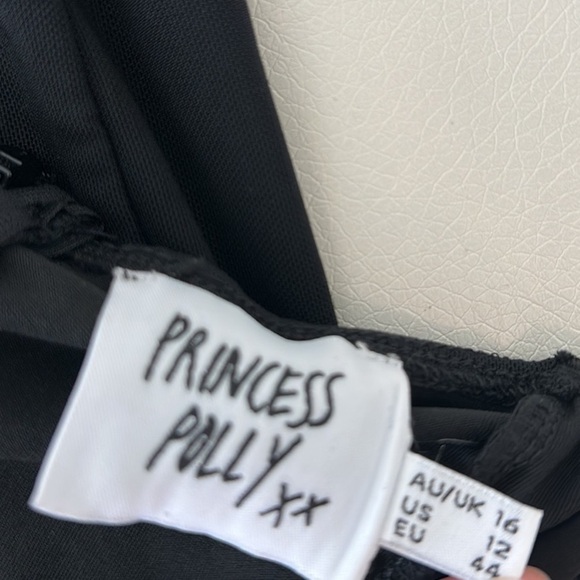 PRINCESS
POLLY xx
AU/UK 16
US 12
EU 44